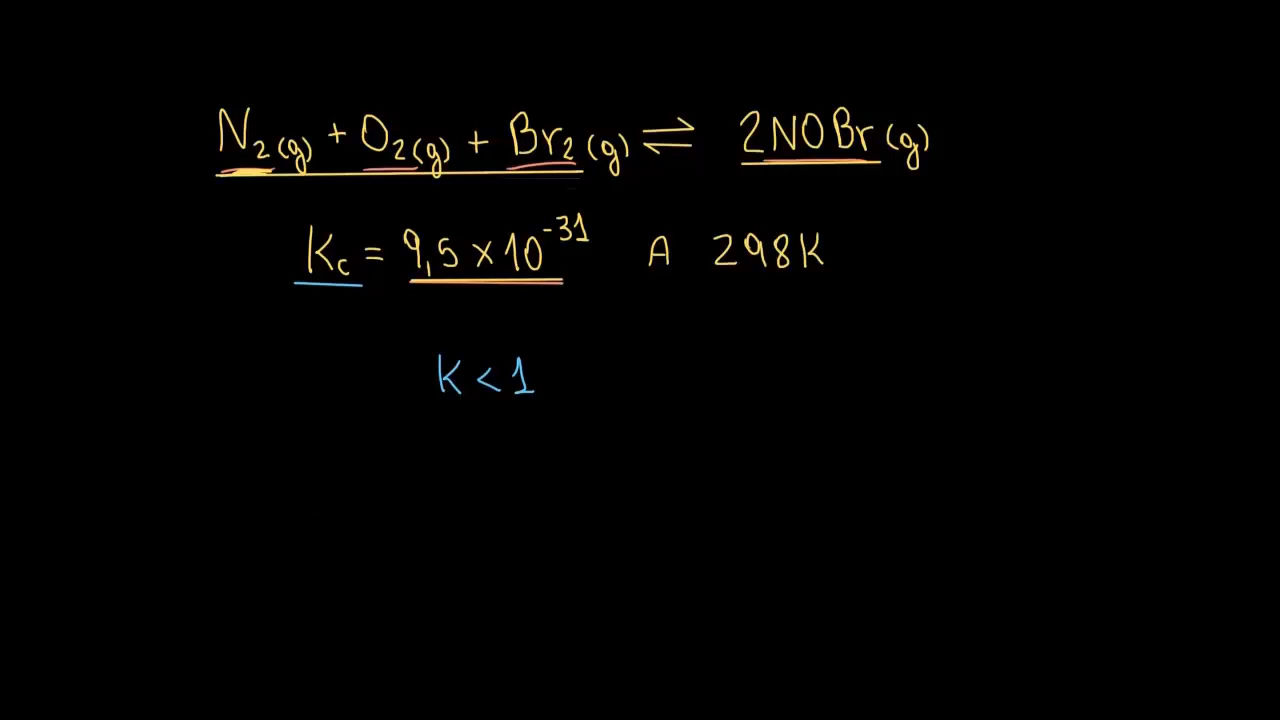 N₂(g) + O₂(g) + Br₂(g) ⇌ 2NOBr(g)
Kc = 9,5 × 10⁻³¹ A 298K
K < 1